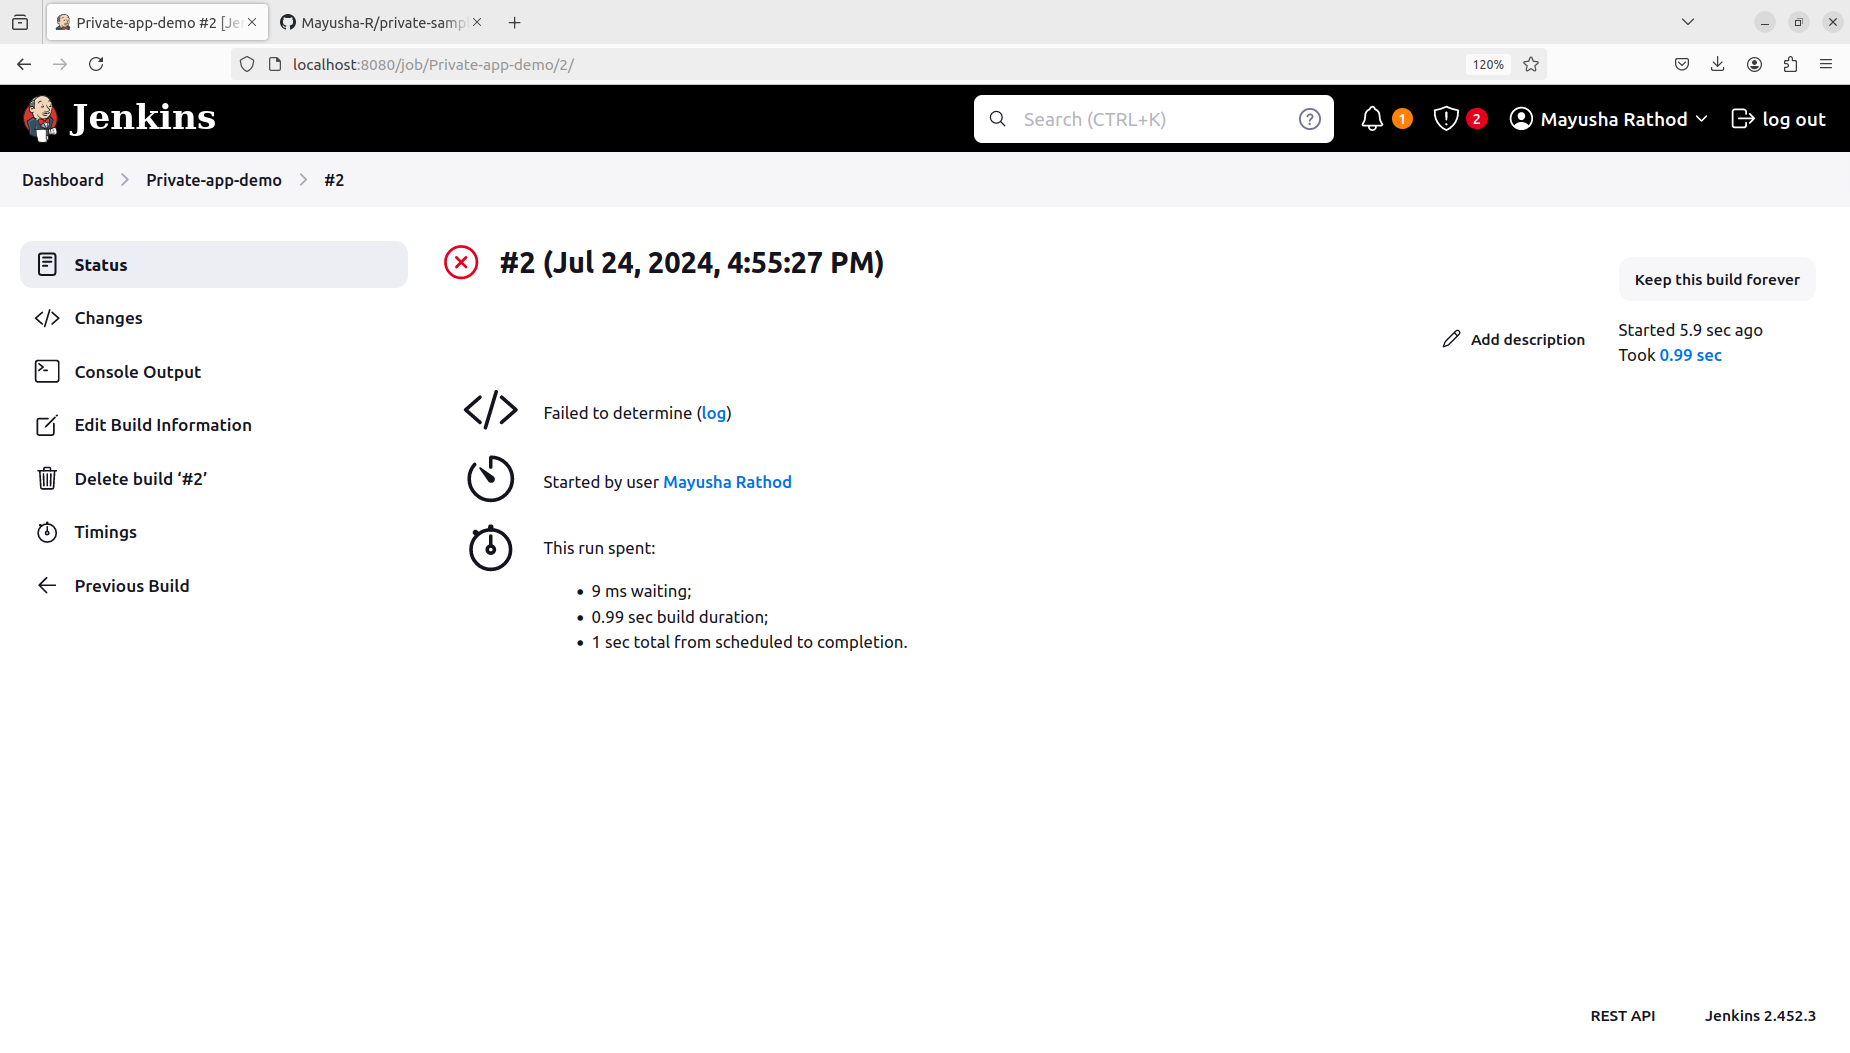 Private-app-demo #2 [Je
Mayusha-R/private-samp
localhost:8080/job/Private-app-demo/2/
120%
Jenkins
Search (CTRL+K)
1
2
Mayusha Rathod
log out
Dashboard
Private-app-demo
#2
Status
Changes
Console Output
Edit Build Information
Delete build ‘#2’
Timings
Previous Build
#2 (Jul 24, 2024, 4:55:27 PM)
Keep this build forever
Add description
Started 5.9 sec ago
Took 0.99 sec
Failed to determine (log)
Started by user Mayusha Rathod
This run spent:
• 9 ms waiting;
• 0.99 sec build duration;
• 1 sec total from scheduled to completion.
REST API
Jenkins 2.452.3